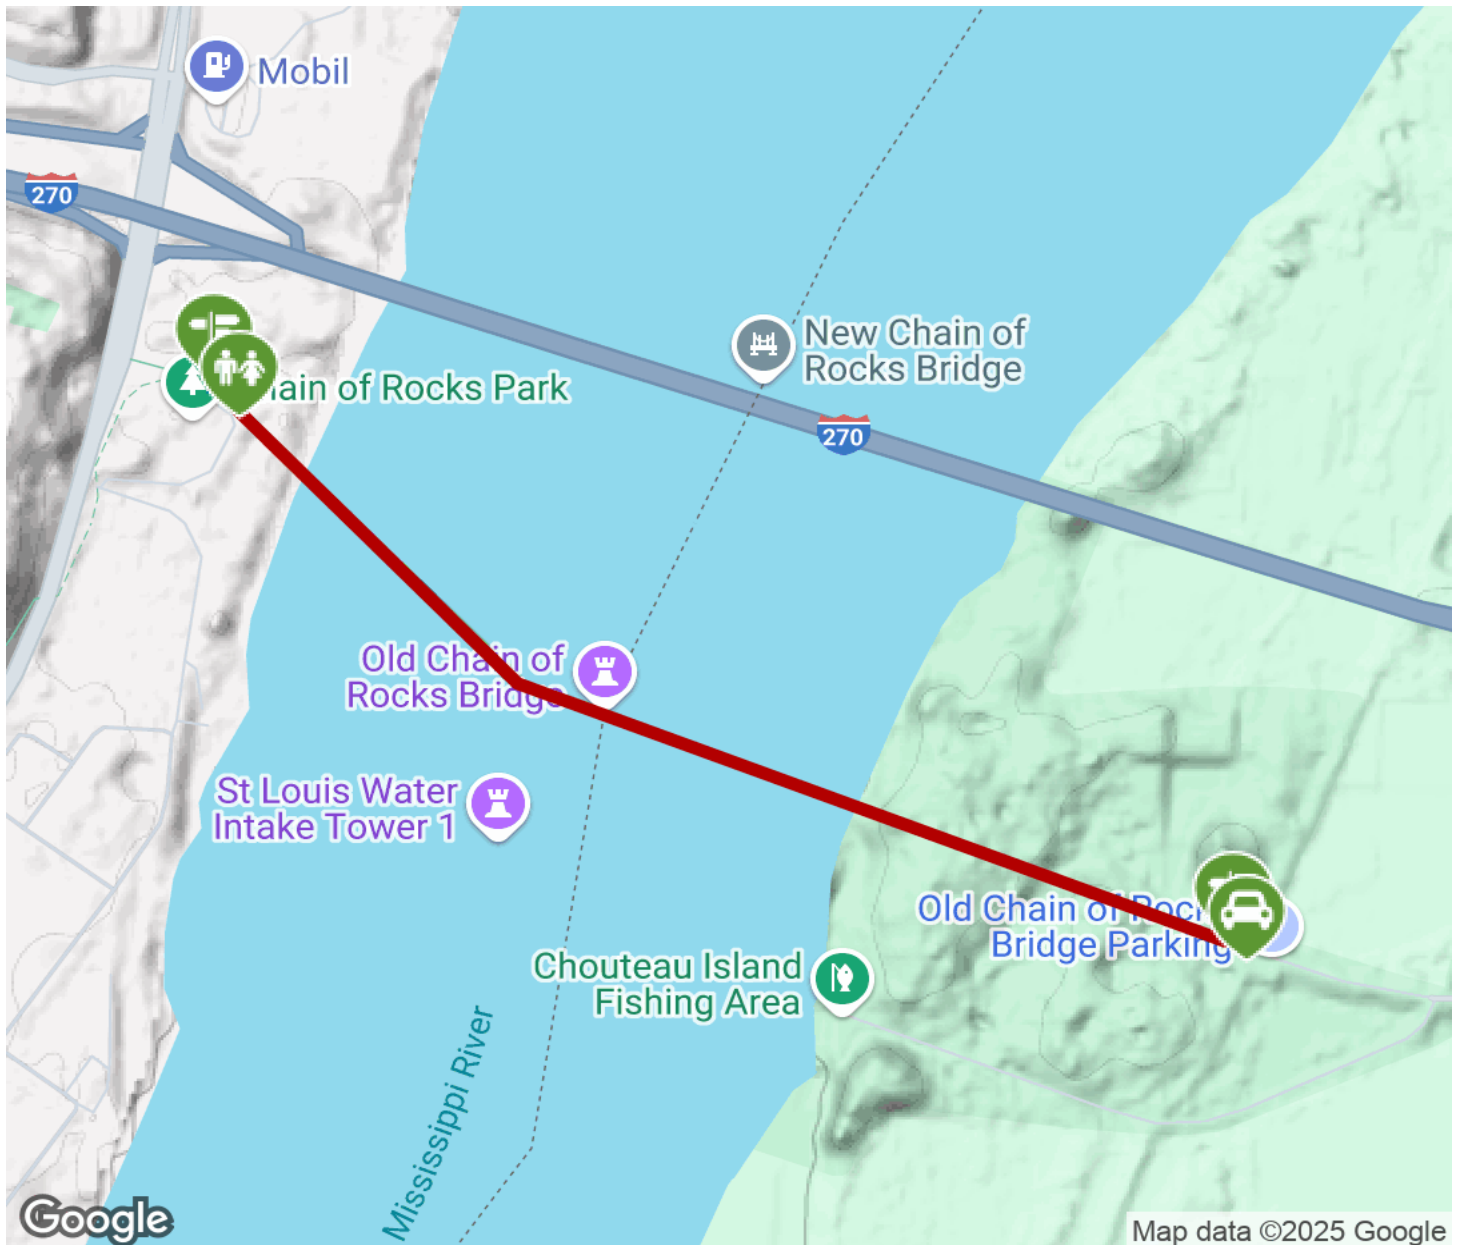 Mobil
270
New Chain of
Rocks Bridge
hain of Rocks Park
270
Old Chain of
Rocks Bridge
St Louis Water
Intake Tower 1
Old Chain of Roc
Bridge Parking
Chouteau Island
Fishing Area
Mississippi River
Google
Map data ©2025 Google